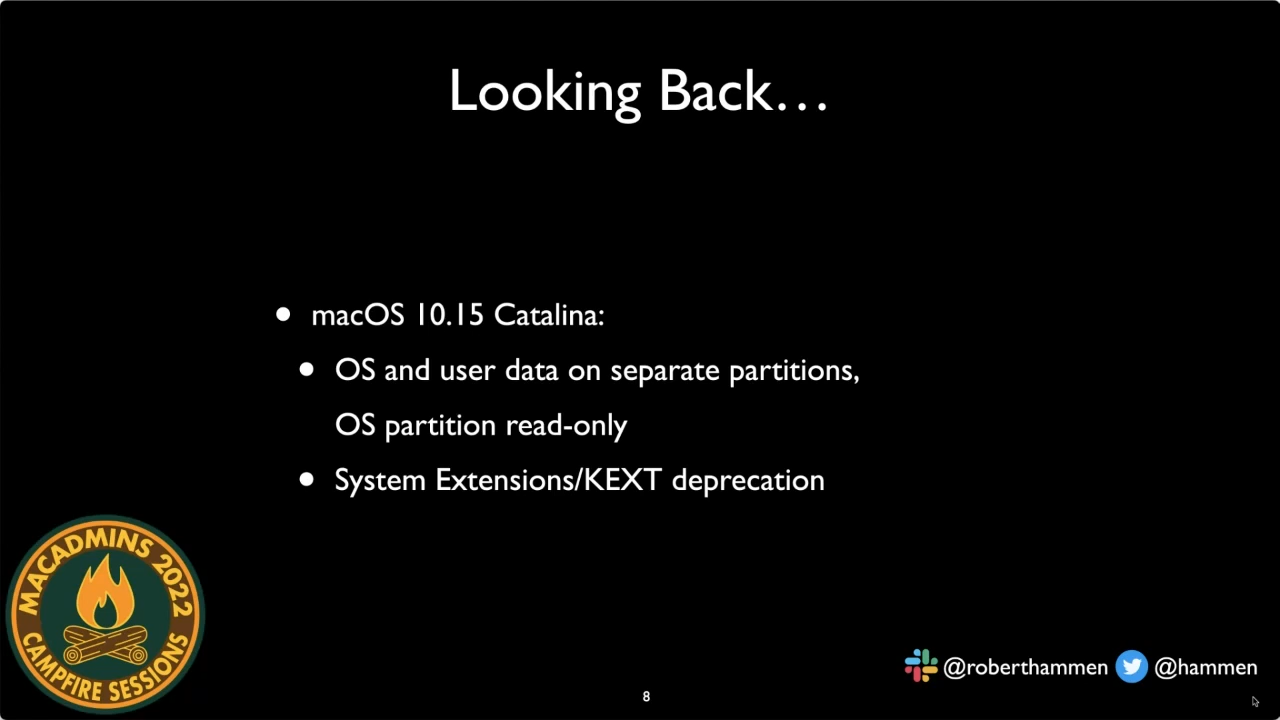 Looking Back…
• macOS 10.15 Catalina:
• OS and user data on separate partitions,
OS partition read-only
• System Extensions/KEXT deprecation
MACADMINS 2022
CAMPFIRE SESSIONS
@roberthammen @hammen
8